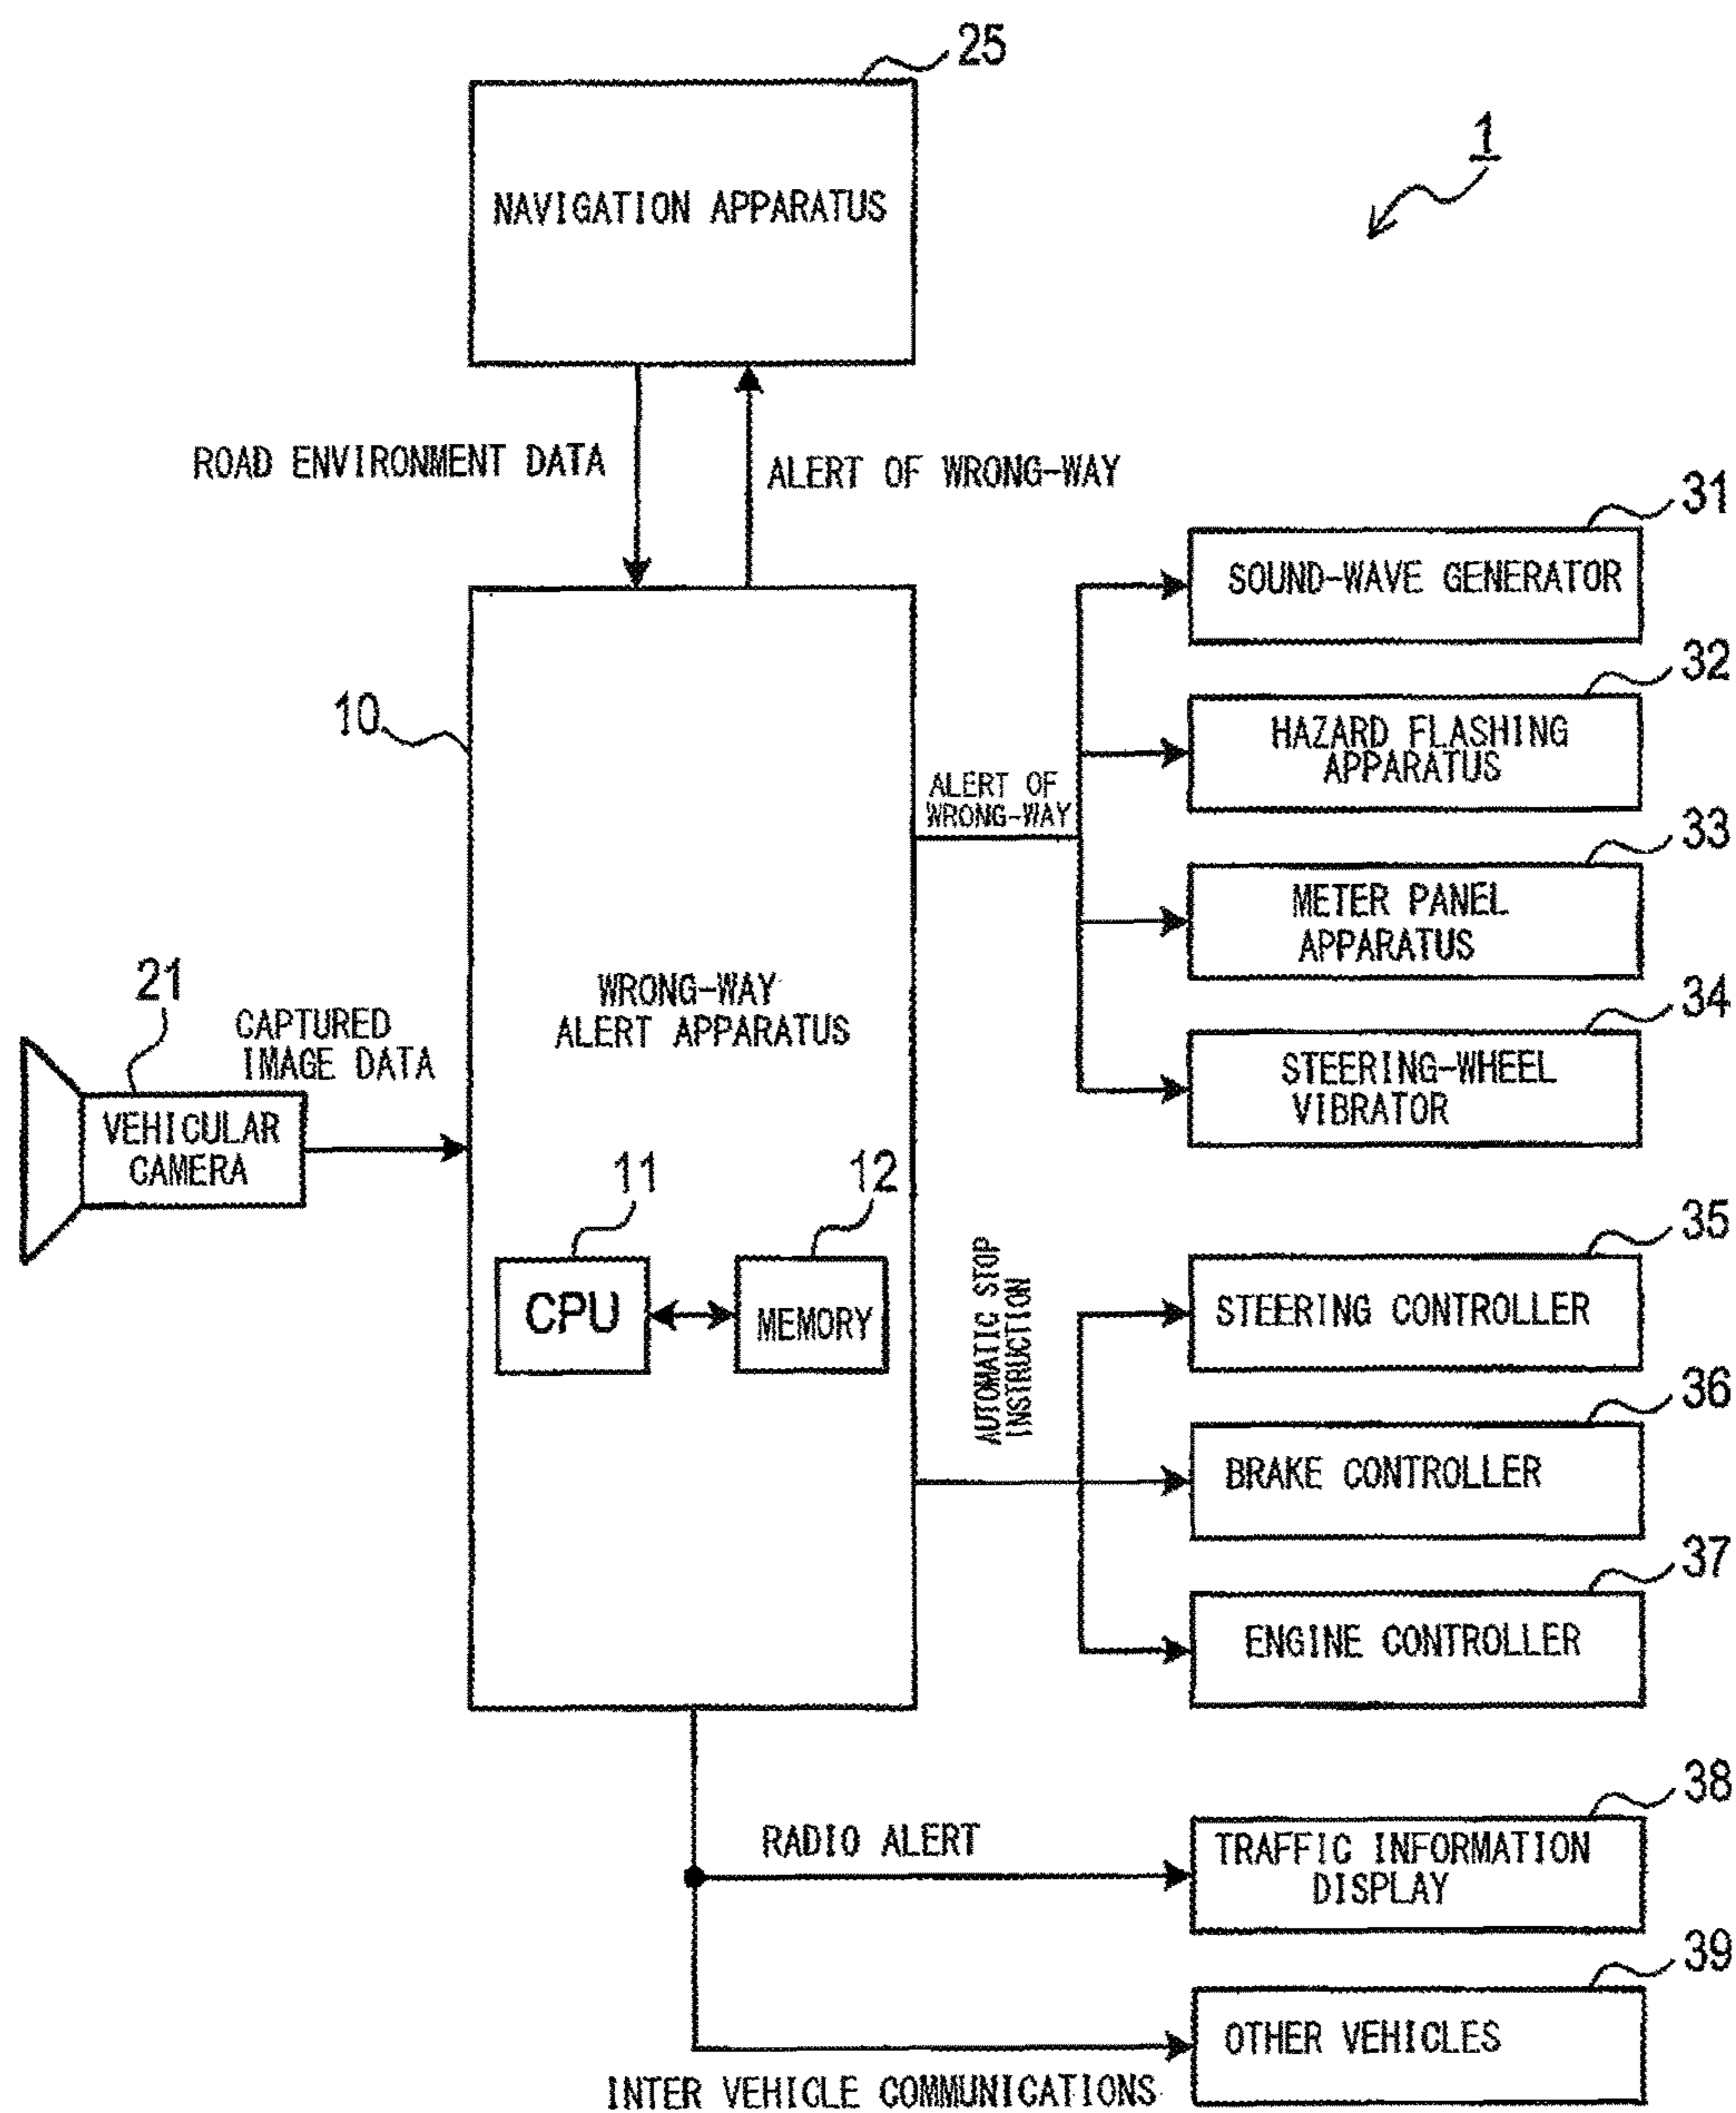 25
1
NAVIGATION APPARATUS
ROAD ENVIRONMENT DATA
ALERT OF WRONG-WAY
31
SOUND-WAVE GENERATOR
32
HAZARD FLASHING
APPARATUS
10
ALERT OF
WRONG-WAY
33
METER PANEL
APPARATUS
21
CAPTURED
IMAGE DATA
WRONG-WAY
ALERT APPARATUS
34
STEERING-WHEEL
VIBRATOR
VEHICULAR
CAMERA
11
12
CPU
MEMORY
AUTOMATIC STOP
INSTRUCTION
35
STEERING CONTROLLER
36
BRAKE CONTROLLER
37
ENGINE CONTROLLER
38
RADIO ALERT
TRAFFIC INFORMATION
DISPLAY
39
OTHER VEHICLES
INTER VEHICLE COMMUNICATIONS